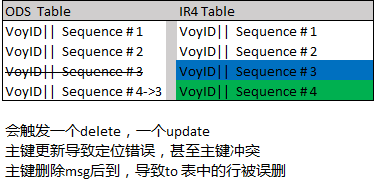 ODS Table IR4 Table
VoyID|| Sequence #1 VoyID|| Sequence #1
VoyID|| Sequence #2 VoyID|| Sequence #2
VoyID|| Sequence #3 VoyID|| Sequence #3
VoyID|| Sequence #4->3 VoyID|| Sequence #4
会触发一个delete，一个update
主键更新导致定位错误，甚至主键冲突
主键删除msg后到，导致to 表中的行被误删